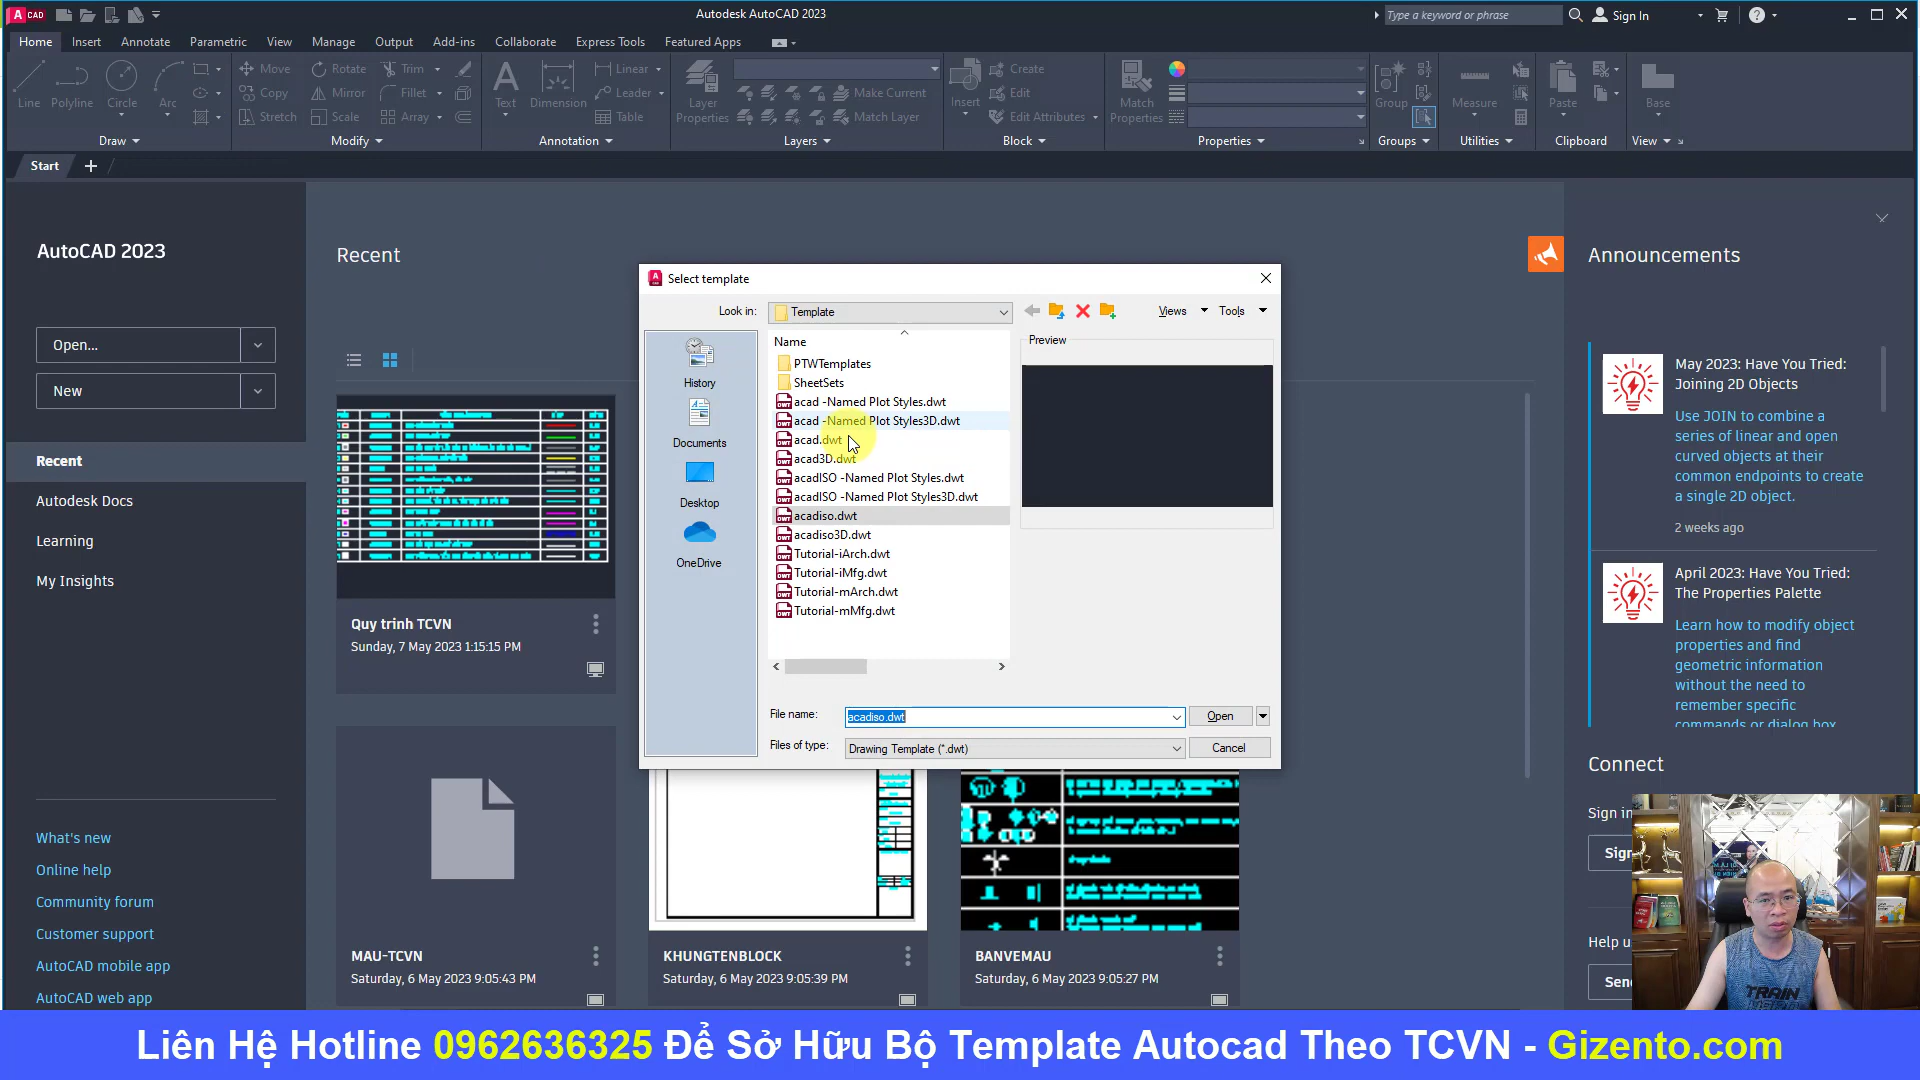 A CAD
Autodesk AutoCAD 2023
Type a keyword or phrase
Sign In
Home Insert Annotate Parametric View Manage Output Add-ins Collaborate Express Tools Featured Apps
Line Polyline Circle Arc
Move Rotate Trim
Copy Mirror Fillet
Stretch Scale Array
Text Dimension
Linear
Leader
Table
Layer Properties
Make Current
Match Layer
Insert
Create
Edit
Edit Attributes
Match Properties
Group
Measure
Paste
Base
Draw Modify Annotation Layers Block Properties Groups Utilities Clipboard View
Start
AutoCAD 2023
Open...
New
Recent
Autodesk Docs
Learning
My Insights
What's new
Online help
Community forum
Customer support
AutoCAD mobile app
AutoCAD web app
Recent
Quy trinh TCVN
Sunday, 7 May 2023 1:15:15 PM
MAU-TCVN
Saturday, 6 May 2023 9:05:43 PM
KHUNGTENBLOCK
Saturday, 6 May 2023 9:05:39 PM
BANVEMAU
Saturday, 6 May 2023 9:05:27 PM
Select template
Look in: Template
Views Tools
History
Documents
Desktop
OneDrive
Name
PTWTemplates
SheetSets
acad -Named Plot Styles.dwt
acad -Named Plot Styles3D.dwt
acad.dwt
acad3D.dwt
acadISO -Named Plot Styles.dwt
acadISO -Named Plot Styles3D.dwt
acadiso.dwt
acadiso3D.dwt
Tutorial-iArch.dwt
Tutorial-iMfg.dwt
Tutorial-mArch.dwt
Tutorial-mMfg.dwt
Preview
File name: acadiso.dwt Open
Files of type: Drawing Template (*.dwt) Cancel
Announcements
May 2023: Have You Tried:
Joining 2D Objects
Use JOIN to combine a
series of linear and open
curved objects at their
common endpoints to create
a single 2D object.
2 weeks ago
April 2023: Have You Tried:
The Properties Palette
Learn how to modify object
properties and find
geometric information
without the need to
remember specific
commands or dialog box
Connect
Sign in
Sign
Help u
Sen
TRAIN
Liên Hệ Hotline 0962636325 Để Sở Hữu Bộ Template Autocad Theo TCVN - Gizento.com